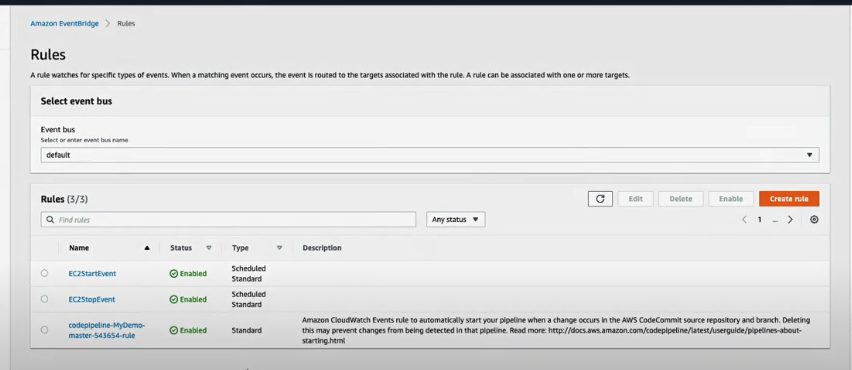 Amazon EventBridge > Rules
Rules
A rule watches for specific types of events. When a matching event occurs, the event is routed to the targets associated with the rule. A rule can be associated with one or more targets.
Select event bus
Event bus
Select or enter event bus name
default
Rules (3/3)
Edit
Delete
Enable
Create rule
Find rules
Any status
1
...
Name
Status
Type
Description
EC2StartEvent
Enabled
Scheduled
Standard
EC2StopEvent
Enabled
Scheduled
Standard
codepipeline-MyDemo-
master-543654-rule
Enabled
Standard
Amazon CloudWatch Events rule to automatically start your pipeline when a change occurs in the AWS CodeCommit source repository and branch. Deleting
this may prevent changes from being detected in that pipeline. Read more: http://docs.aws.amazon.com/codepipeline/latest/userguide/pipelines-about-
starting.html